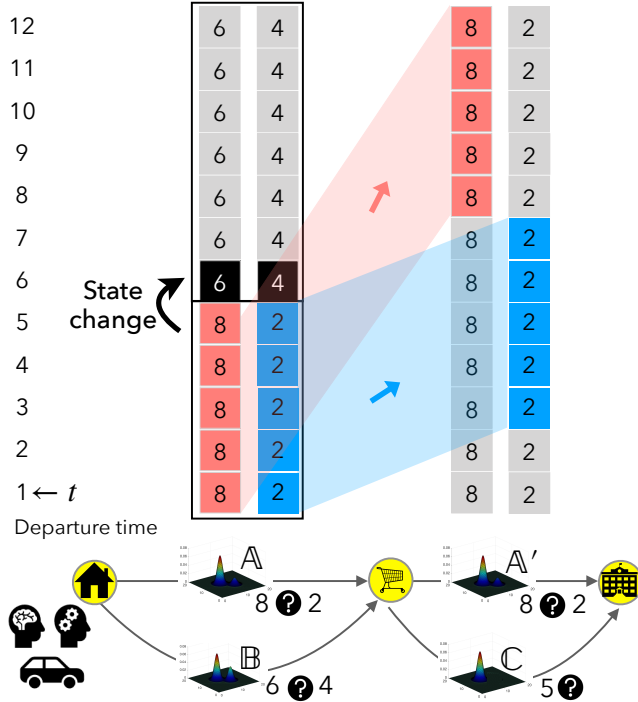 12 6 4 8 2
11 6 4 8 2
10 6 4 8 2
9 6 4 8 2
8 6 4 8 2
7 6 4 8 2
6 6 4 8 2
State
change
5 8 2 8 2
4 8 2 8 2
3 8 2 8 2
2 8 2 8 2
1 ← t 8 2 8 2
Departure time
𝔸 𝔸′
8 ? 2 8 ? 2
𝔹 ℂ
6 ? 4 5 ?